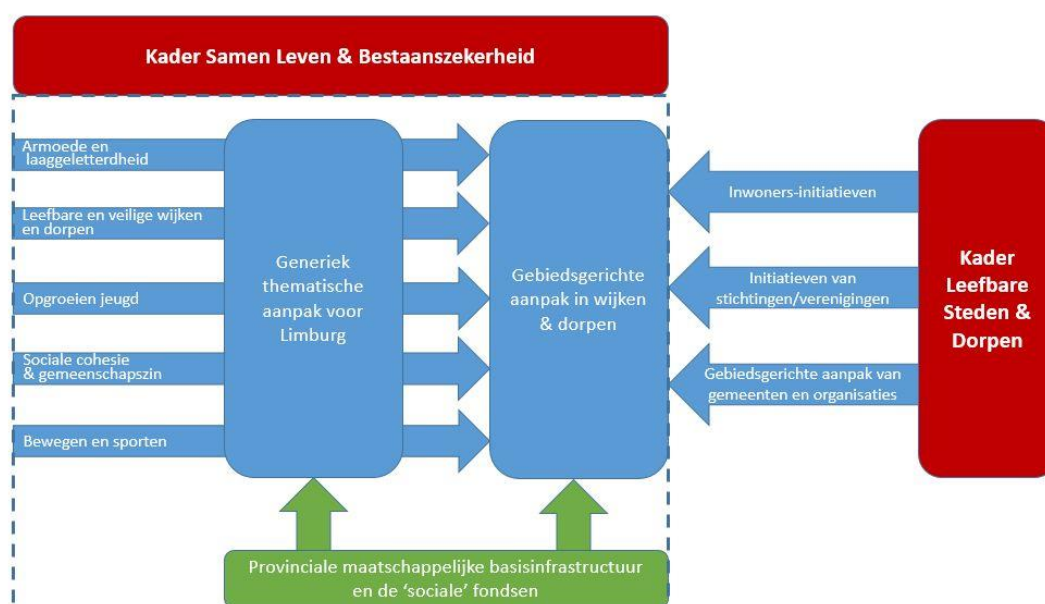 Kader Samen Leven & Bestaanszekerheid
Armoede en
laaggeletterdheid
Leefbare en veilige wijken
en dorpen
Opgroeien jeugd
Sociale cohesie
& gemeenschapszin
Bewegen en sporten
Generiek
thematische
aanpak voor
Limburg
Gebiedsgerichte
aanpak in wijken
& dorpen
Inwoners-initiatieven
Initiatieven van
stichtingen/verenigingen
Gebiedsgerichte aanpak van
gemeenten en organisaties
Kader
Leefbare
Steden &
Dorpen
Provinciale maatschappelijke basisinfrastructuur
en de ‘sociale’ fondsen